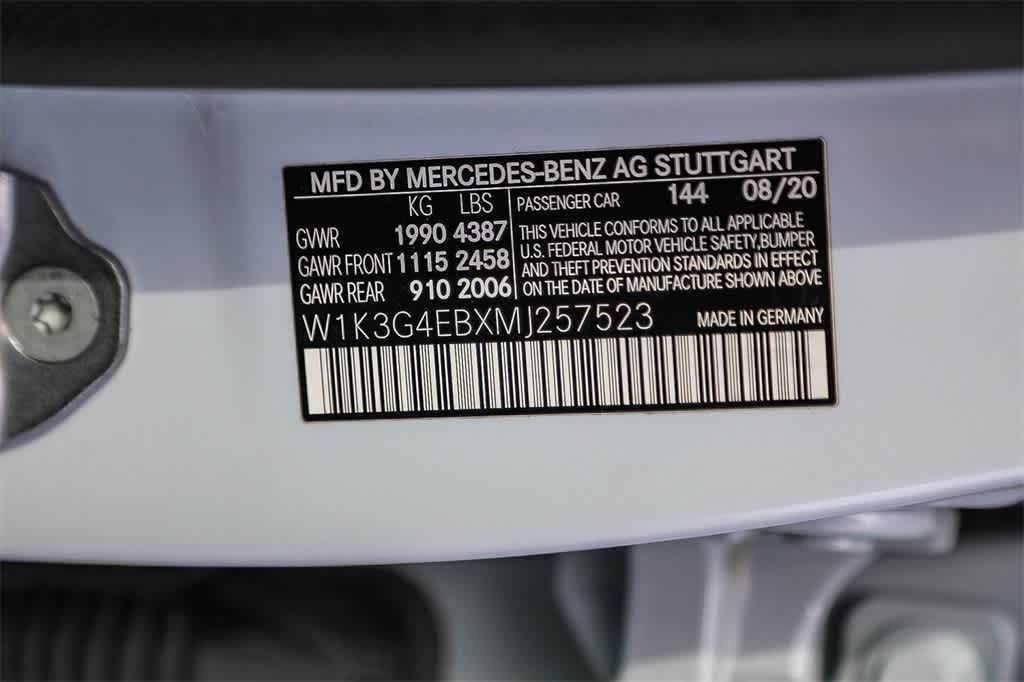 MFD BY MERCEDES-BENZ AG STUTTGART
KG LBS
GVWR 1990 4387
GAWR FRONT 1115 2458
GAWR REAR 910 2006
PASSENGER CAR 144 08/20
THIS VEHICLE CONFORMS TO ALL APPLICABLE
U.S. FEDERAL MOTOR VEHICLE SAFETY,BUMPER
AND THEFT PREVENTION STANDARDS IN EFFECT
ON THE DATE OF MANUFACTURE SHOWN ABOVE
W1K3G4EBXMJ257523 MADE IN GERMANY